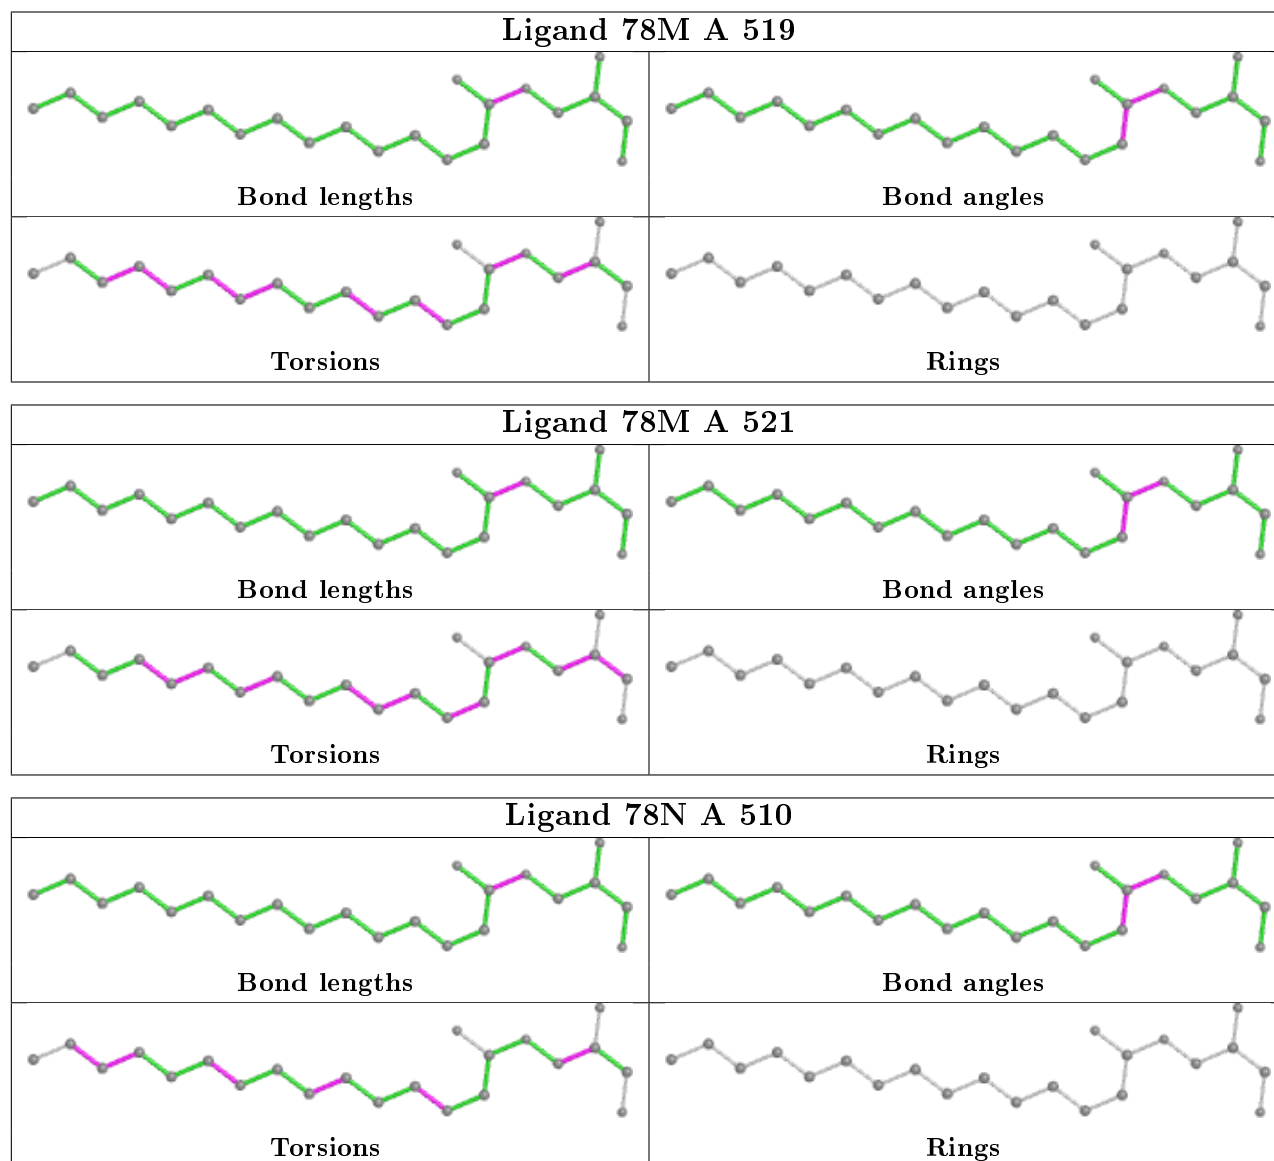 Ligand 78M A 519
Bond lengths
Bond angles
Torsions
Rings
Ligand 78M A 521
Bond lengths
Bond angles
Torsions
Rings
Ligand 78N A 510
Bond lengths
Bond angles
Torsions
Rings